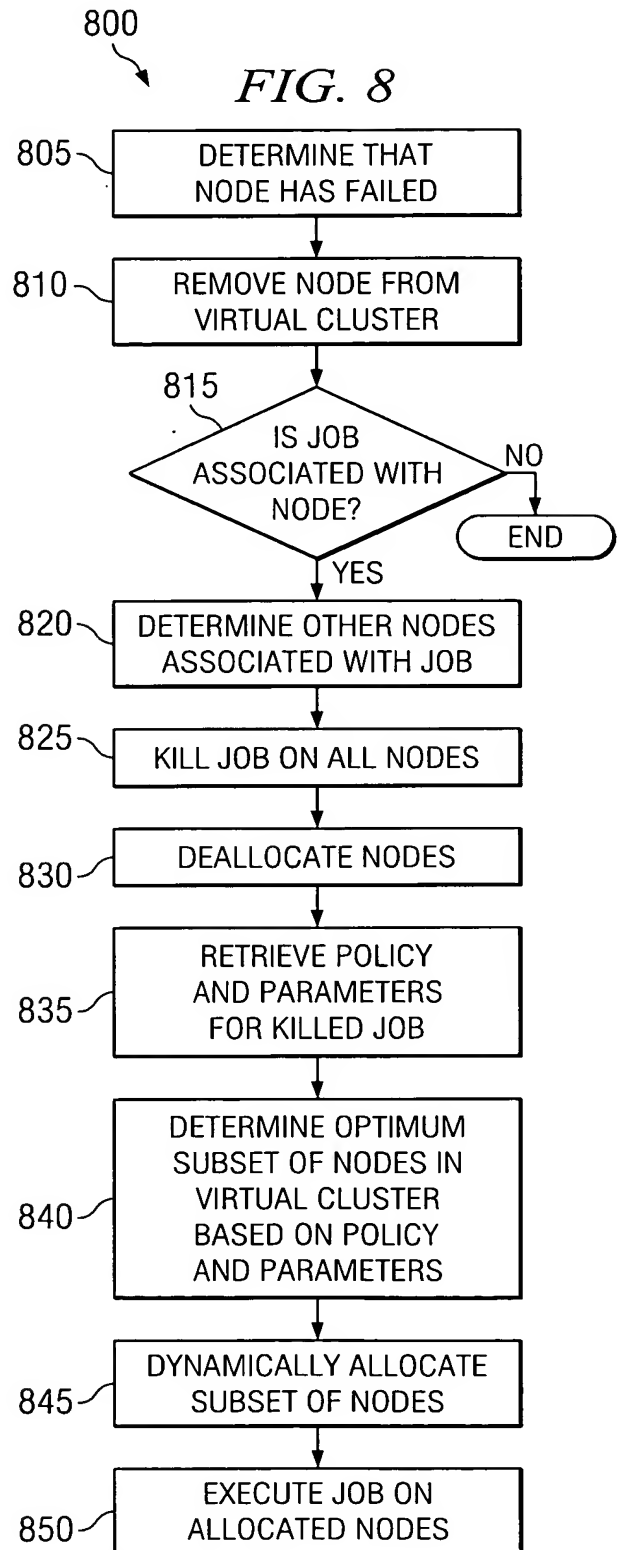 800
FIG. 8
805
DETERMINE THAT
NODE HAS FAILED
810
REMOVE NODE FROM
VIRTUAL CLUSTER
815
IS JOB
ASSOCIATED WITH
NODE?
NO
END
YES
820
DETERMINE OTHER NODES
ASSOCIATED WITH JOB
825
KILL JOB ON ALL NODES
830
DEALLOCATE NODES
835
RETRIEVE POLICY
AND PARAMETERS
FOR KILLED JOB
840
DETERMINE OPTIMUM
SUBSET OF NODES IN
VIRTUAL CLUSTER
BASED ON POLICY
AND PARAMETERS
845
DYNAMICALLY ALLOCATE
SUBSET OF NODES
850
EXECUTE JOB ON
ALLOCATED NODES